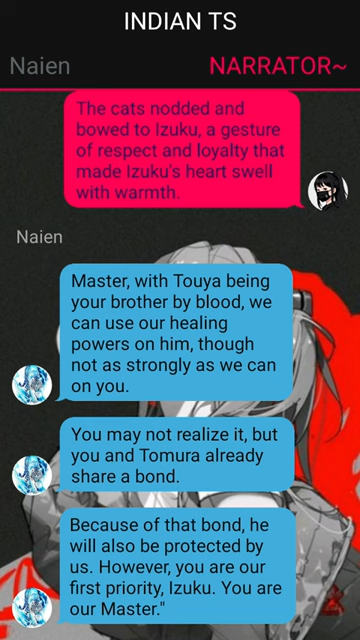 INDIAN TS
Naien NARRATOR~
The cats nodded and
bowed to Izuku, a gesture
of respect and loyalty that
made Izuku's heart swell
with warmth.
Naien
Master, with Touya being
your brother by blood, we
can use our healing
powers on him, though
not as strongly as we can
on you.
You may not realize it, but
you and Tomura already
share a bond.
Because of that bond, he
will also be protected by
us. However, you are our
first priority, Izuku. You are
our Master."